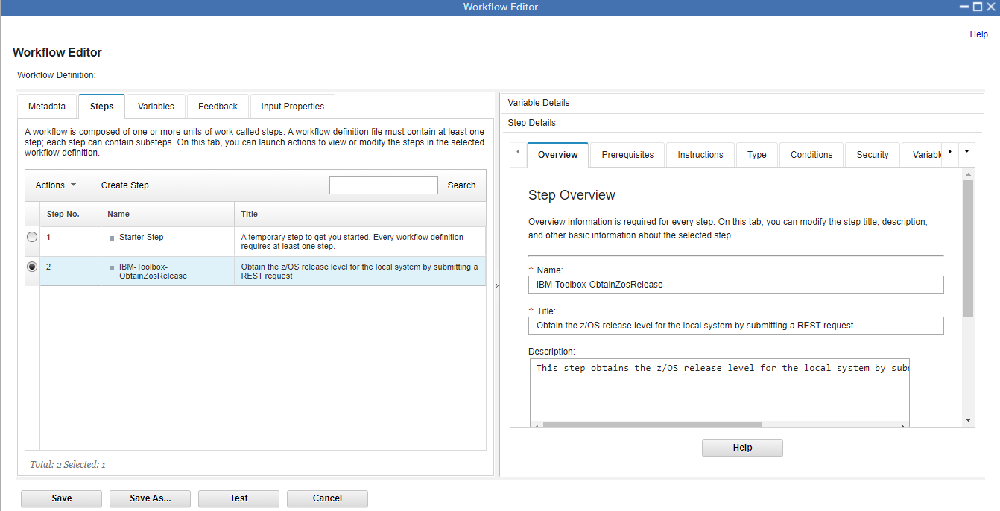 Workflow Editor
Help
Workflow Editor
Workflow Definition:
Metadata
Steps
Variables
Feedback
Input Properties
A workflow is composed of one or more units of work called steps. A workflow definition file must contain at least one
step; each step can contain substeps. On this tab, you can launch actions to view or modify the steps in the selected
workflow definition.
Actions
Create Step
Search
Step No.
Name
Title
1
Starter-Step
A temporary step to get you started. Every workflow definition
requires at least one step.
2
IBM-Toolbox-
ObtainZosRelease
Obtain the z/OS release level for the local system by submitting a
REST request
Total: 2 Selected: 1
Variable Details
Step Details
Overview
Prerequisites
Instructions
Type
Conditions
Security
Variabl
Step Overview
Overview information is required for every step. On this tab, you can modify the step title, description,
and other basic information about the selected step.
* Name:
IBM-Toolbox-ObtainZosRelease
* Title:
Obtain the z/OS release level for the local system by submitting a REST request
Description:
This step obtains the z/OS release level for the local system by sub
Help
Save
Save As...
Test
Cancel